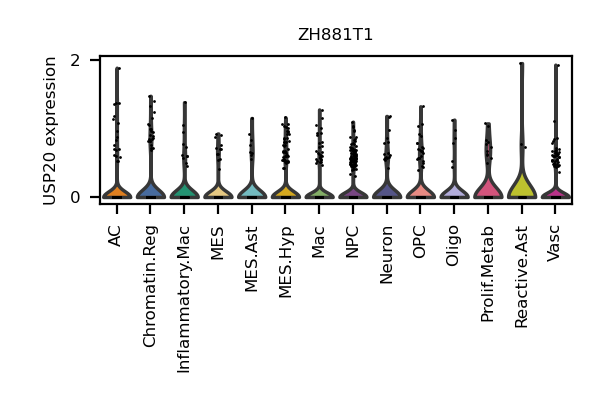 ZH881T1
USP20 expression
2
0
AC
Chromatin.Reg
Inflammatory.Mac
MES
MES.Ast
MES.Hyp
Mac
NPC
Neuron
OPC
Oligo
Prolif.Metab
Reactive.Ast
Vasc